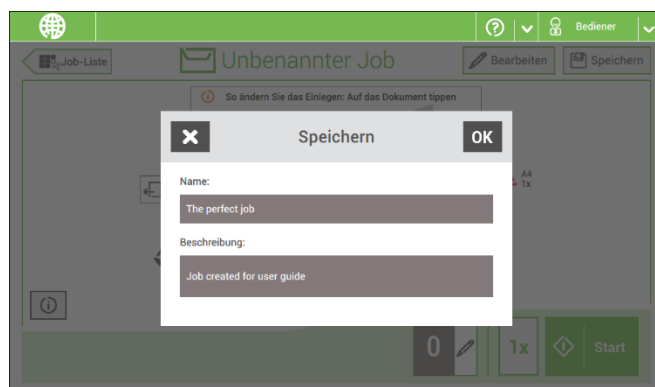 Bediener
Job-Liste
Unbenannter Job
Bearbeiten
Speichern
So ändern Sie das Einlegen: Auf das Dokument tippen
Speichern
OK
Name:
The perfect job
A4
1x
Beschreibung:
Job created for user guide
0
1x
Start